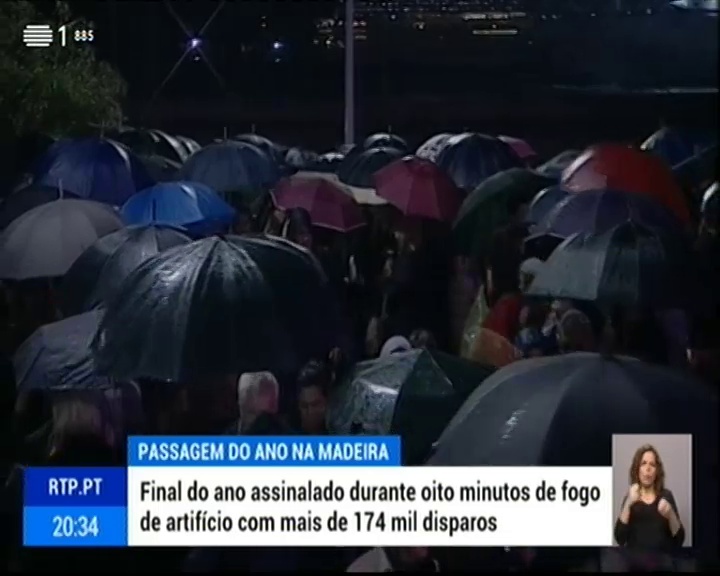 1 885
PASSAGEM DO ANO NA MADEIRA
RTP.PT
Final do ano assinalado durante oito minutos de fogo
20:34
de artifício com mais de 174 mil disparos